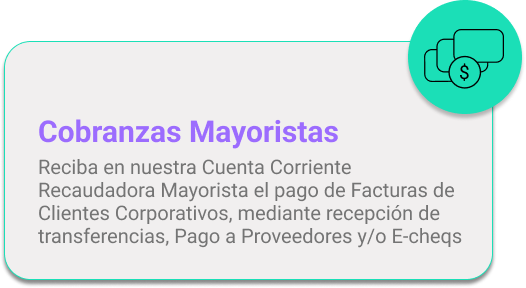 $
Cobranzas Mayoristas
Reciba en nuestra Cuenta Corriente
Recaudadora Mayorista el pago de Facturas de
Clientes Corporativos, mediante recepción de
transferencias, Pago a Proveedores y/o E-cheqs